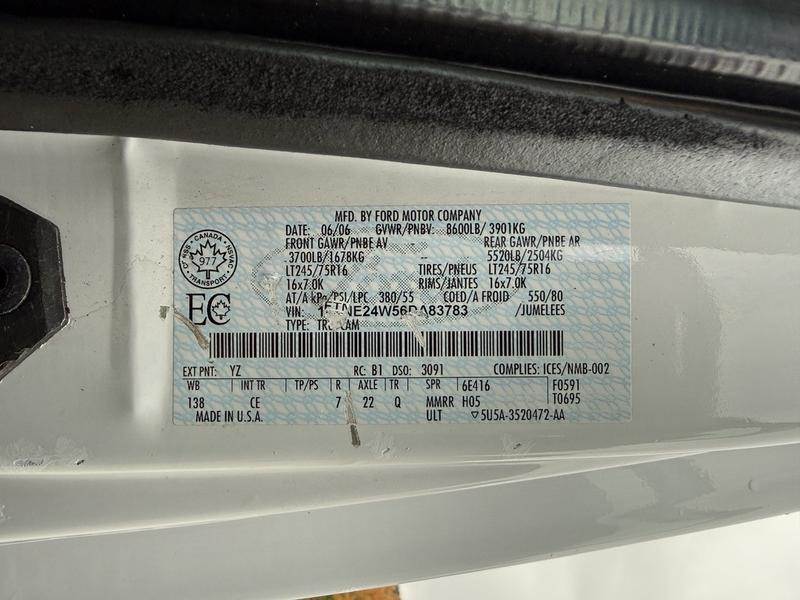 MFD. BY FORD MOTOR COMPANY
DATE: 06/06 GVWR/PNBV: 8600LB/ 3901KG
FRONT GAWR/PNBE AV REAR GAWR/PNBE AR
3700LB/1678KG 5520LB/2504KG
LT245/75R16 TIRES/PNEUS LT245/75R16
16x7.0K RIMS/JANTES 16x7.0K
AT/A kPa/PSI/LPC 380/55 COLD/A FROID 550/80
VIN: /JUMELEES
TYPE:
CANADA
977
TRANSPORT
EC
EXT PNT: YZ RC: B1 DSO: 3091 COMPLIES: ICES/NMB-002
WB INT TR TP/PS R AXLE TR SPR 6E416 F0591
138 CE 7 22 Q MMRR H05 T0695
MADE IN U.S.A. ULT 5U5A-3520472-AA